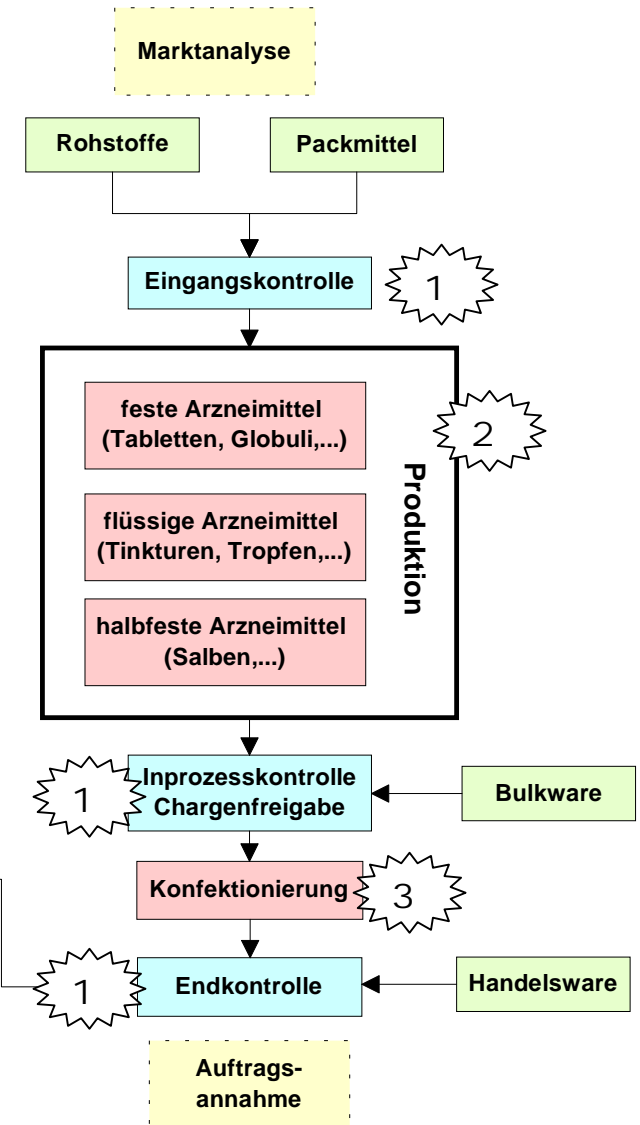 Marktanalyse
Rohstoffe
Packmittel
Eingangskontrolle
1
feste Arzneimittel
(Tabletten, Globuli,...)
2
Produktion
flüssige Arzneimittel
(Tinkturen, Tropfen,...)
halbfeste Arzneimittel
(Salben,...)
1
Inprozesskontrolle
Chargenfreigabe
Bulkware
Konfektionierung
3
1
Endkontrolle
Handelsware
Auftrags-
annahme